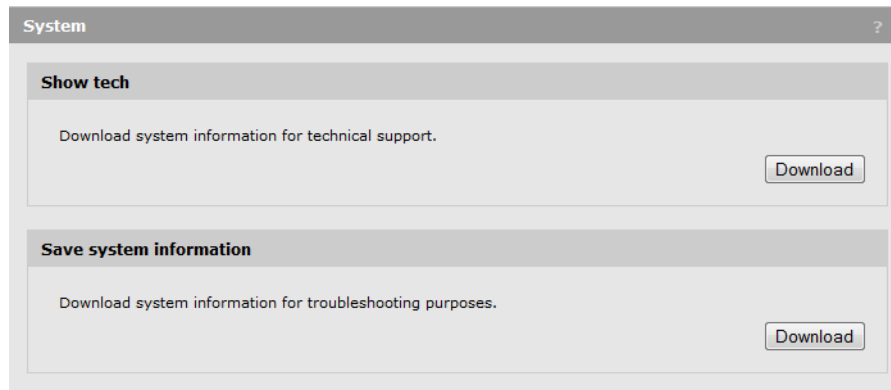 System ?
Show tech
Download system information for technical support.
Download
Save system information
Download system information for troubleshooting purposes.
Download